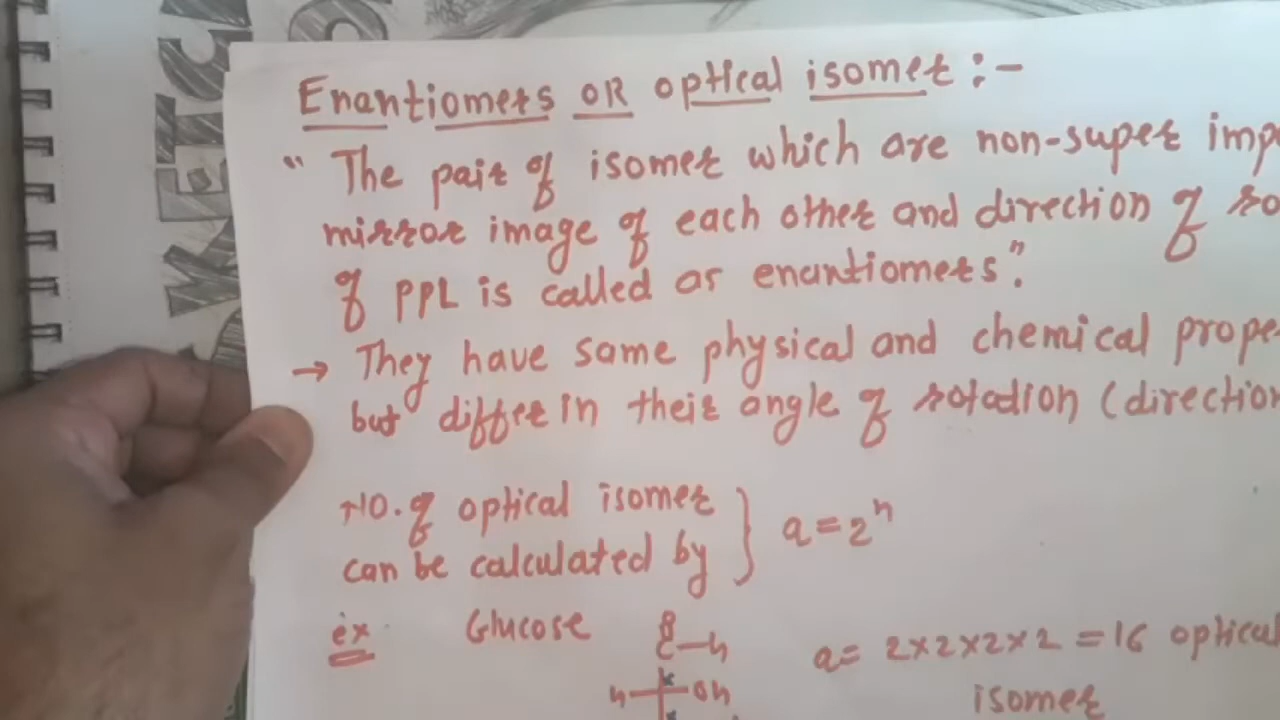 SKETCH
Enantiomers OR optical isomer :-
" The pair of isomer which are non-super imp
mirror image of each other and direction of ro
of PPL is called as enantiomers".
→ They have same physical and chemical prope
but differ in their angle of rotation (direction
NO. of optical isomer
can be calculated by } a = 2ⁿ
ex Glucose a = 2×2×2×2 = 16 optical
isomer
O
C-H
H OH